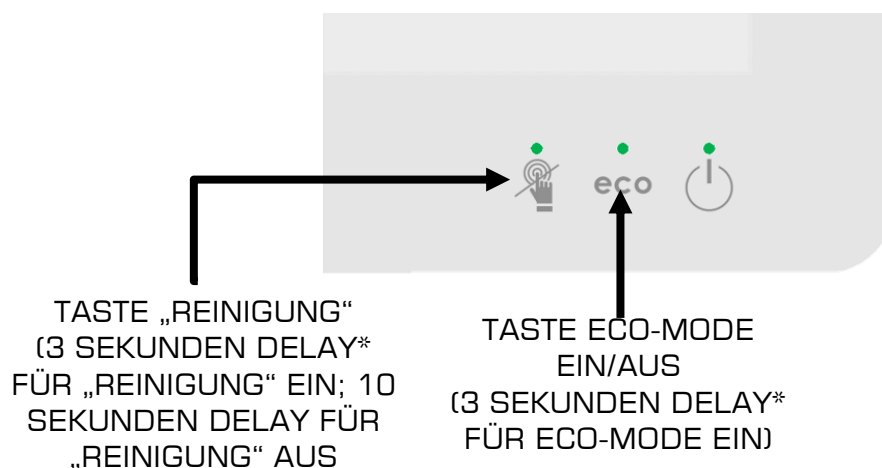 eco
TASTE „REINIGUNG“
(3 SEKUNDEN DELAY*
FÜR „REINIGUNG“ EIN; 10
SEKUNDEN DELAY FÜR
„REINIGUNG“ AUS
TASTE ECO-MODE
EIN/AUS
(3 SEKUNDEN DELAY*
FÜR ECO-MODE EIN)